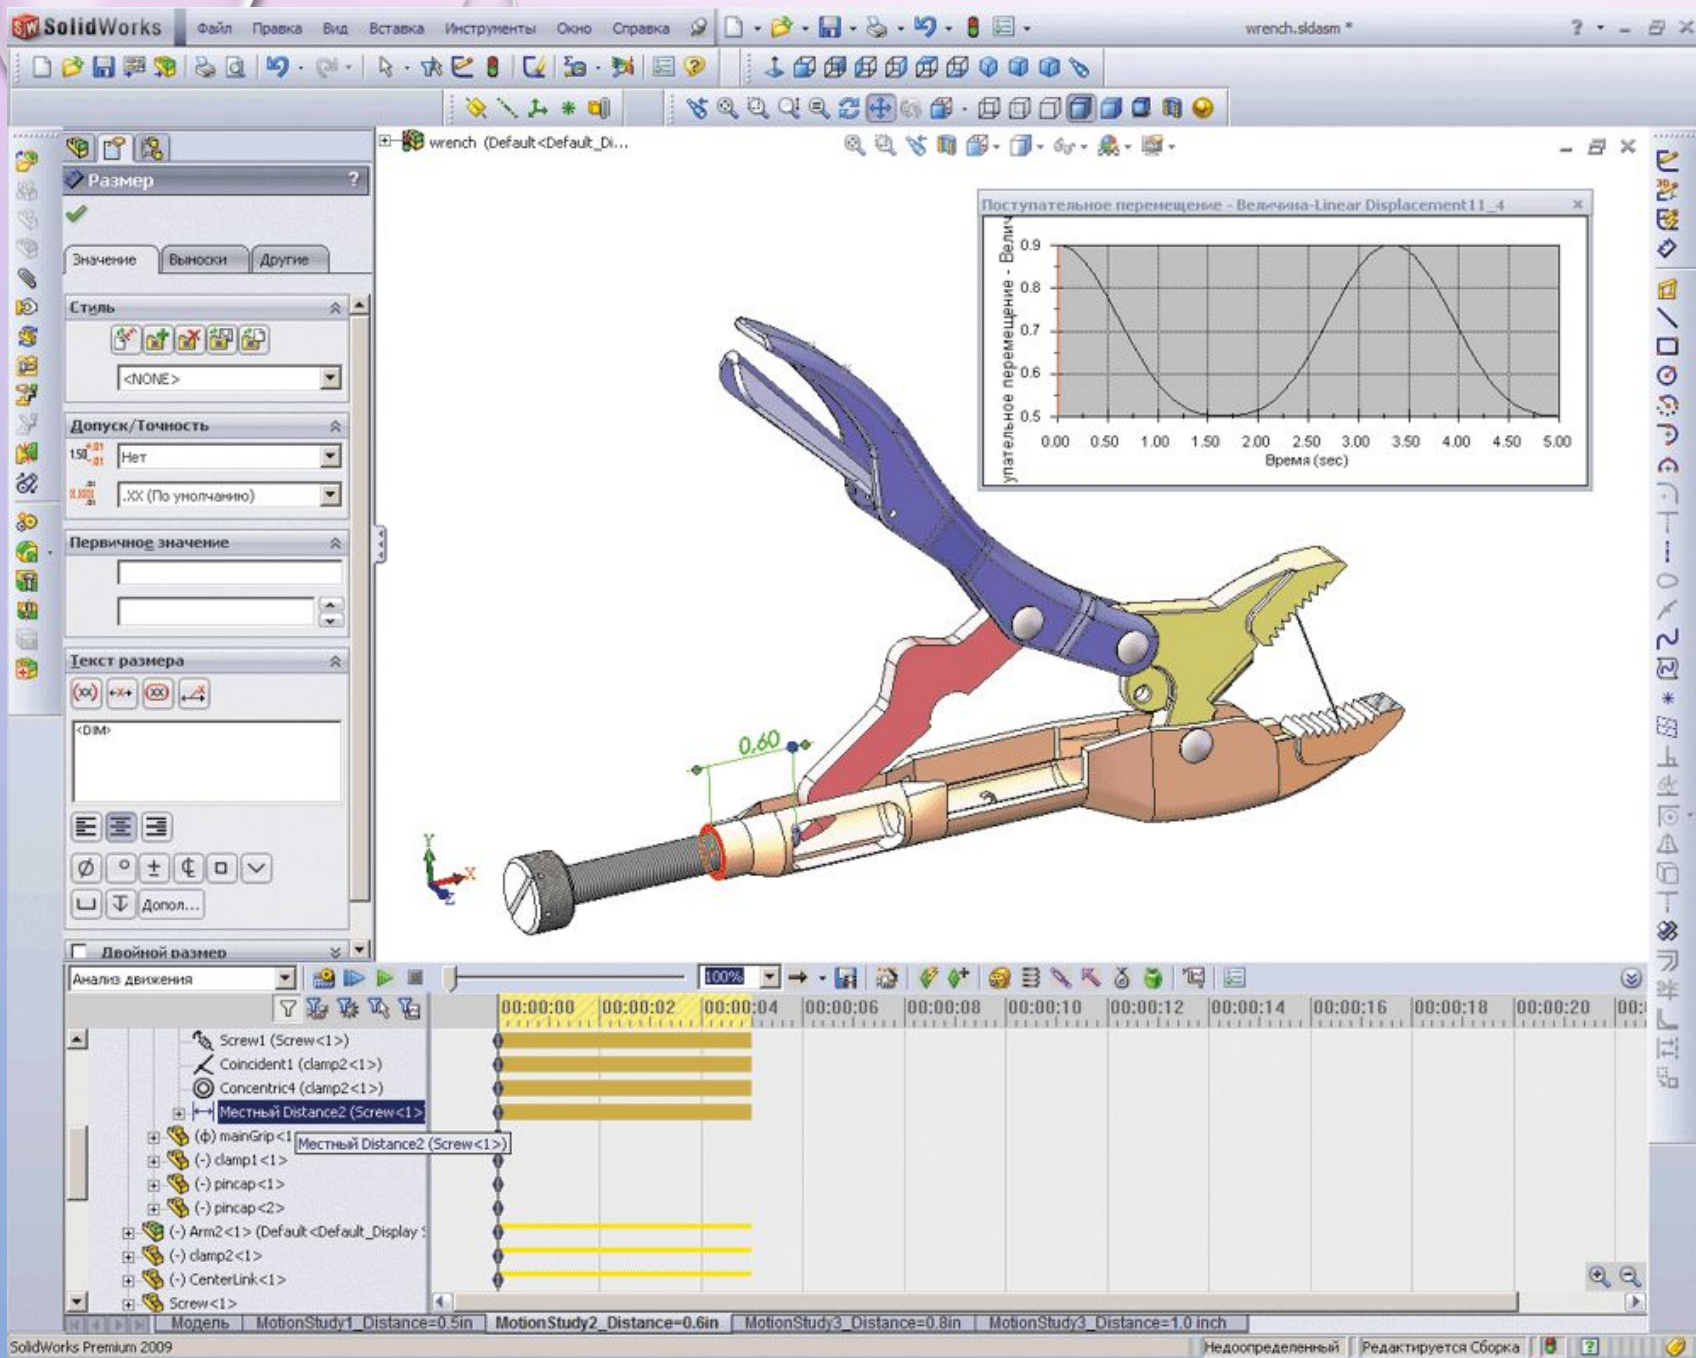 SolidWorks Файл Правка Вид Вставка Инструменты Окно Справка wrench.sldasm * ?
wrench (Default<Default_Di...
Размер ?
Значение Выноски Другие
Стиль
<NONE>
Допуск/Точность
Нет
.XX (По умолчанию)
Первичное значение
Текст размера
(xx) (xx)
<DIM>
Допол...
Двойной размер
Поступательное перемещение - Величина-Linear Displacement11_4
упательное перемещение - Велич
0.9
0.8
0.7
0.6
0.5
0.00 0.50 1.00 1.50 2.00 2.50 3.00 3.50 4.00 4.50 5.00
Время (sec)
0,60
Y
X
Z
Анализ движения 100%
00:00:00 00:00:02 00:00:04 00:00:06 00:00:08 00:00:10 00:00:12 00:00:14 00:00:16 00:00:18 00:00:20 00:
Screw1 (Screw<1>)
Coincident1 (clamp2<1>)
Concentric4 (clamp2<1>)
Местный Distance2 (Screw<1>
(ф) mainGrip<1
Местный Distance2 (Screw<1>)
(-) clamp1<1>
(-) pincap<1>
(-) pincap<2>
(-) Arm2<1> (Default<Default_Display
(-) clamp2<1>
(-) CenterLink<1>
Screw<1>
Модель MotionStudy1_Distance=0.5in MotionStudy2_Distance=0.6in MotionStudy3_Distance=0.8in MotionStudy3_Distance=1.0 inch
SolidWorks Premium 2009 Недоопределенный Редактируется Сборка